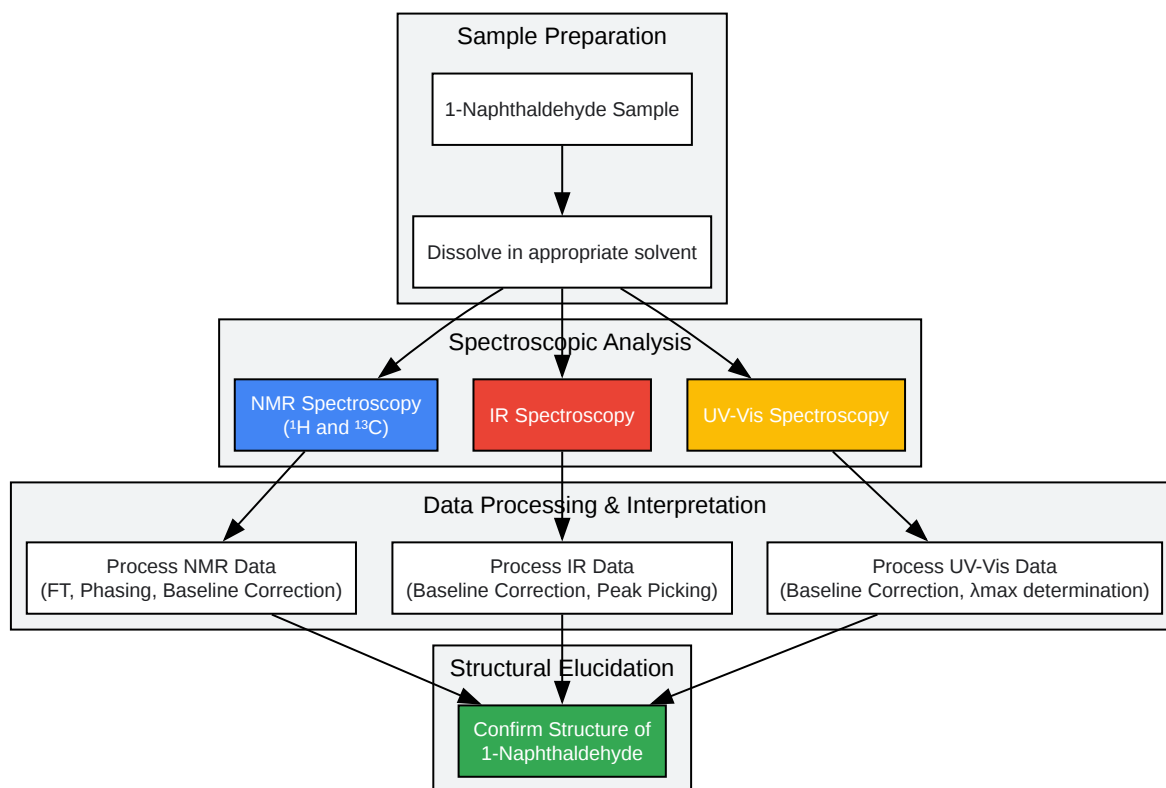 Sample Preparation
1-Naphthaldehyde Sample
Dissolve in appropriate solvent
Spectroscopic Analysis
NMR Spectroscopy
(¹H and ¹³C)
IR Spectroscopy
UV-Vis Spectroscopy
Data Processing & Interpretation
Process NMR Data
(FT, Phasing, Baseline Correction)
Process IR Data
(Baseline Correction, Peak Picking)
Process UV-Vis Data
(Baseline Correction, λmax determination)
Structural Elucidation
Confirm Structure of
1-Naphthaldehyde